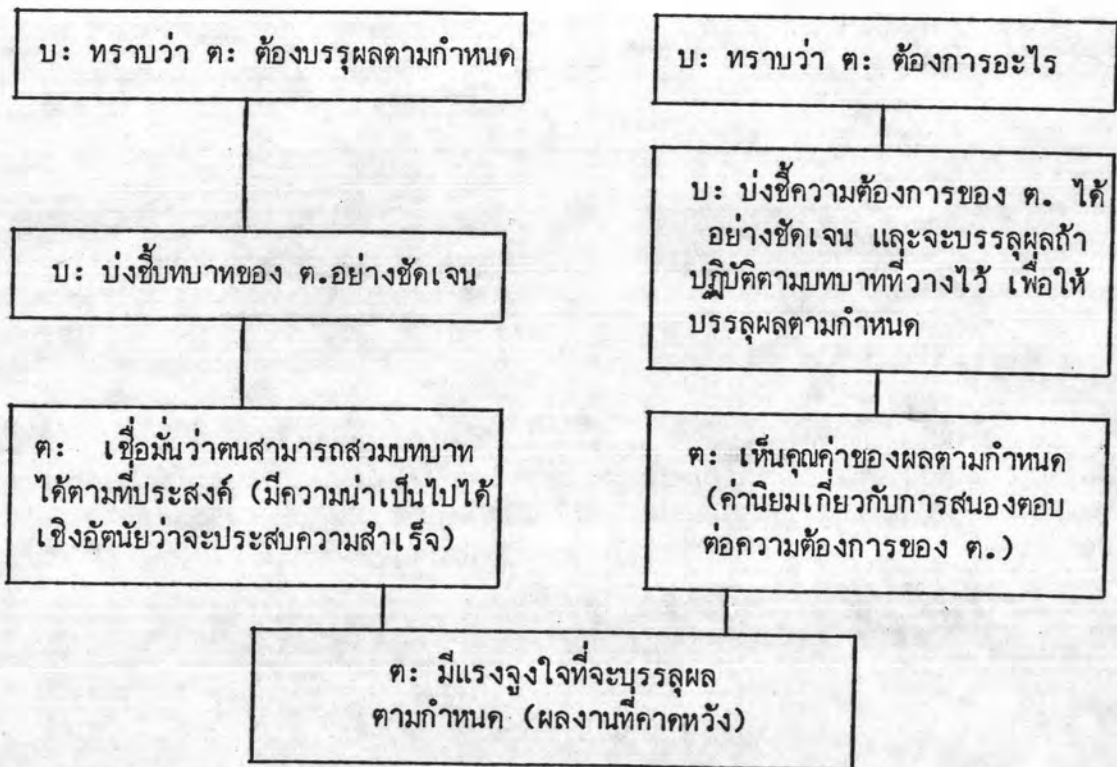 บ: ทราบว่า ต: ต้องบรรุผลตามกำหนด
บ: บ่งชี้บทบาทของ ต.อย่างชัดเจน
ต: เชื่อมั่นว่าตนสามารถสวมบทบาท
ได้ตามที่ประสงค์ (มีความน่าเป็นไปได้
เชิงอัตนัยว่าจะประสบความสำเร็จ)
บ: ทราบว่า ต: ต้องการอะไร
บ: บ่งชี้ความต้องการของ ต. ได้
อย่างชัดเจน และจะบรรลุผลถ้า
ปฏิบัติตามบทบาทที่วางไว้ เพื่อให้
บรรลุผลตามกำหนด
ต: เห็นคุณค่าของผลตามกำหนด
(ค่านิยมเกี่ยวกับการสนองตอบ
ตอความต้องการของ ต.)
ต: มีแรงจูงใจที่จะบรรลุผล
ตามกำหนด (ผลงานที่คาดหวัง)